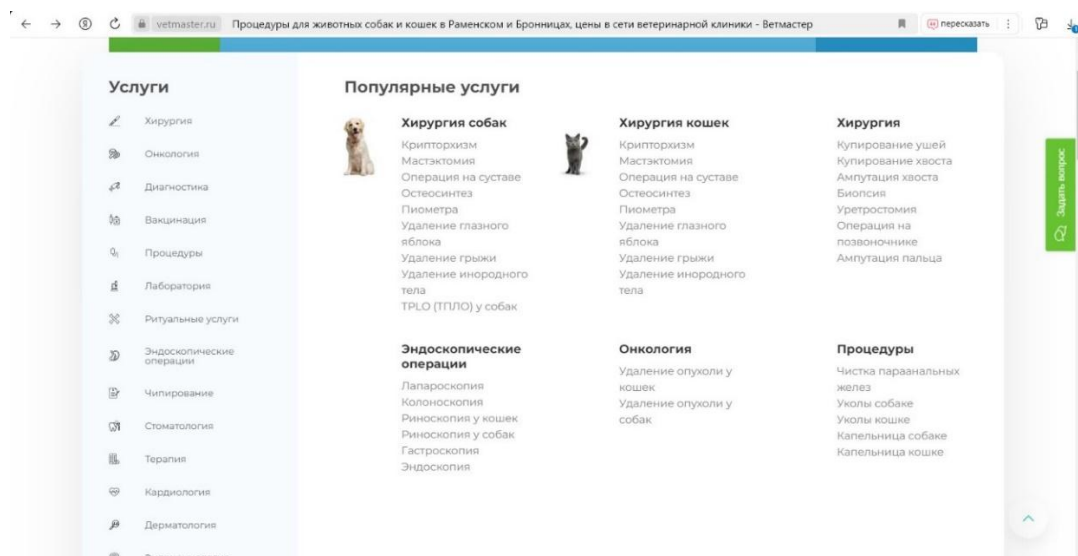 vetmaster.ru Процедуры для животных собак и кошек в Раменском и Бронницах, цены в сети ветеринарной клиники - Ветмастер
пересказать
Услуги
Хирургия
Онкология
Диагностика
Вакцинация
Процедуры
Лаборатория
Ритуальные услуги
Эндоскопические
операции
Чипирование
Стоматология
Терапия
Кардиология
Дерматология
Популярные услуги
Хирургия собак
Крипторхизм
Мастэктомия
Операция на суставе
Остеосинтез
Пиометра
Удаление глазного
яблока
Удаление грыжи
Удаление инородного
тела
TPLO (ТПЛО) у собак
Хирургия кошек
Крипторхизм
Мастэктомия
Операция на суставе
Остеосинтез
Пиометра
Удаление глазного
яблока
Удаление грыжи
Удаление инородного
тела
Хирургия
Купирование ушей
Купирование хвоста
Ампутация хвоста
Биопсия
Уретростомия
Операция на
позвоночнике
Ампутация пальца
Эндоскопические
операции
Лапароскопия
Колоноскопия
Риноскопия у кошек
Риноскопия у собак
Гастроскопия
Эндоскопия
Онкология
Удаление опухоли у
кошек
Удаление опухоли у
собак
Процедуры
Чистка параанальных
желез
Уколы собаке
Уколы кошке
Капельница собаке
Капельница кошке
Задать вопрос